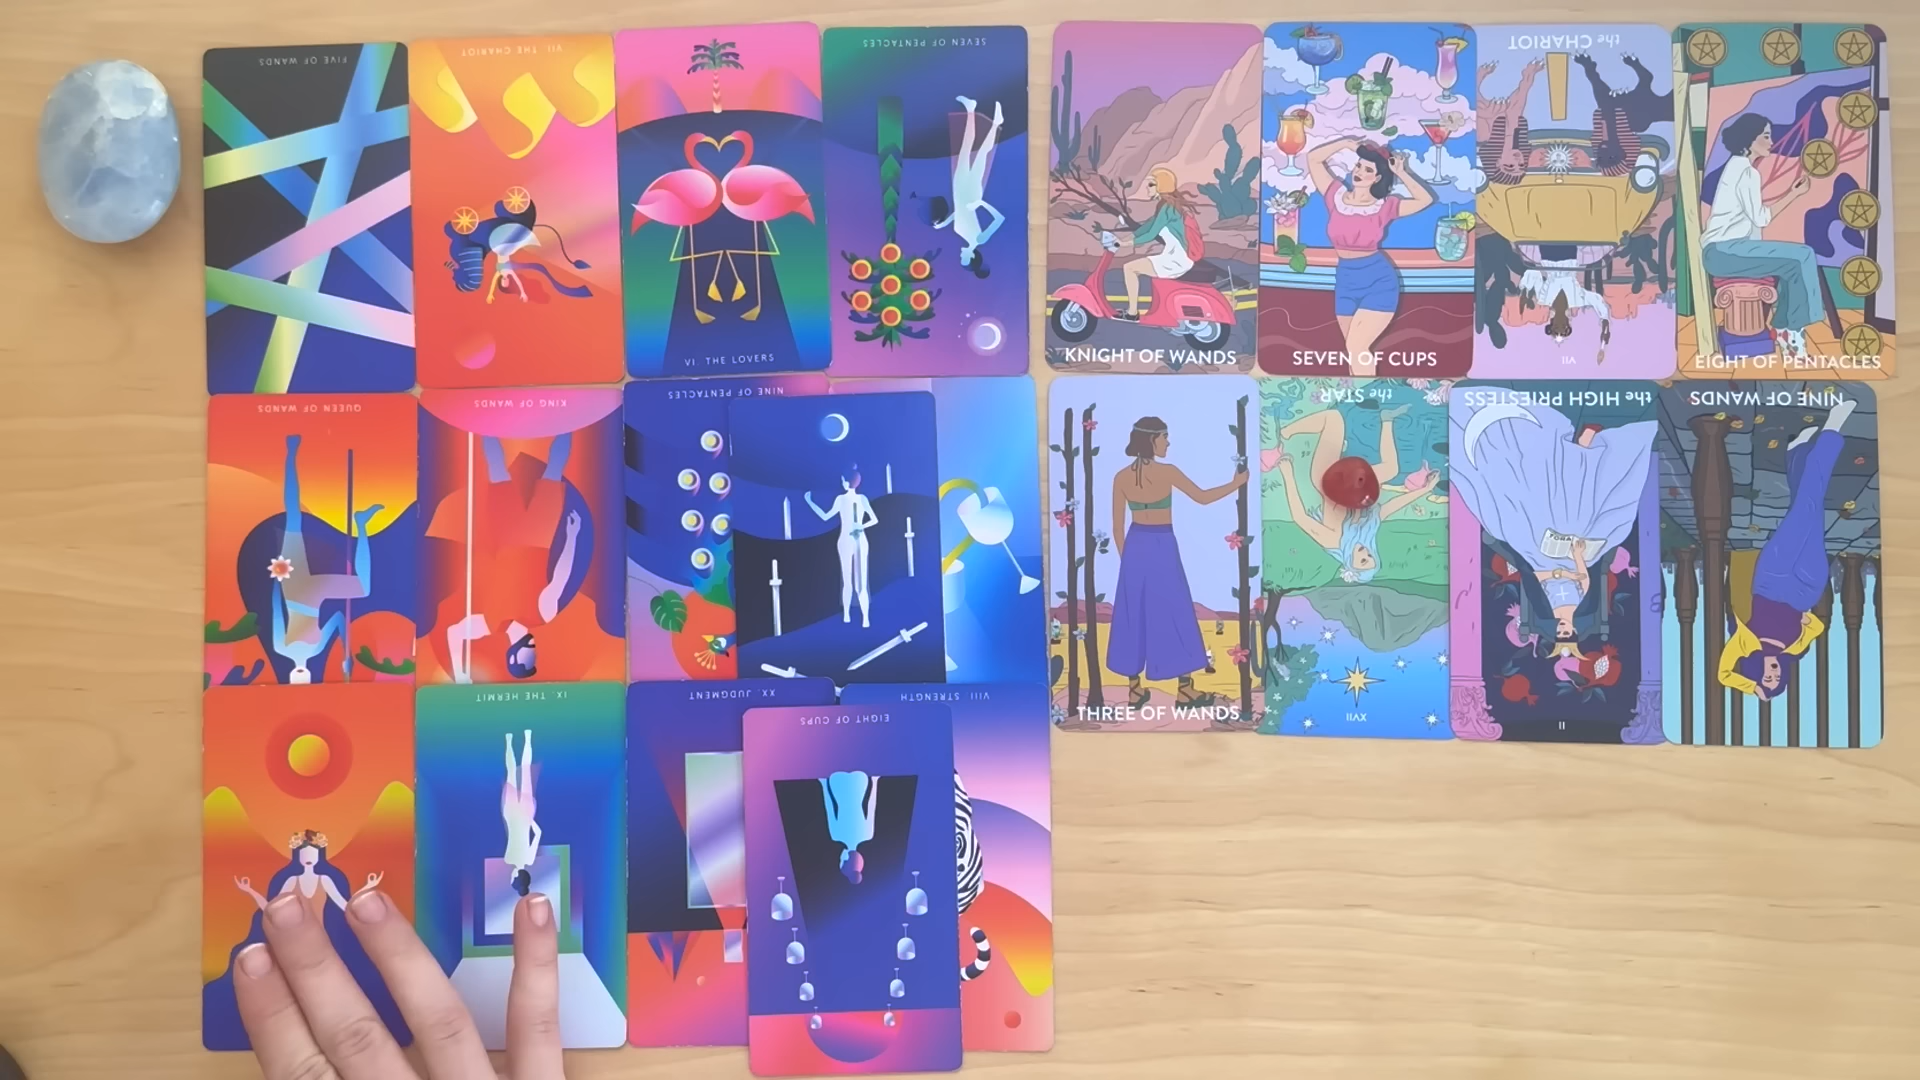 FIVE OF WANDS
VII. THE CHARIOT
VI THE LOVERS
SEVEN OF PENTACLES
KNIGHT OF WANDS
SEVEN OF CUPS
the CHARIOT
VII
EIGHT OF PENTACLES
QUEEN OF WANDS
KING OF WANDS
NINE OF PENTACLES
THREE OF WANDS
the STAR
XVII
the HIGH PRIESTESS
TORA
II
NINE OF WANDS
IX. THE HERMIT
XX. JUDGMENT
VIII STRENGTH
EIGHT OF CUPS